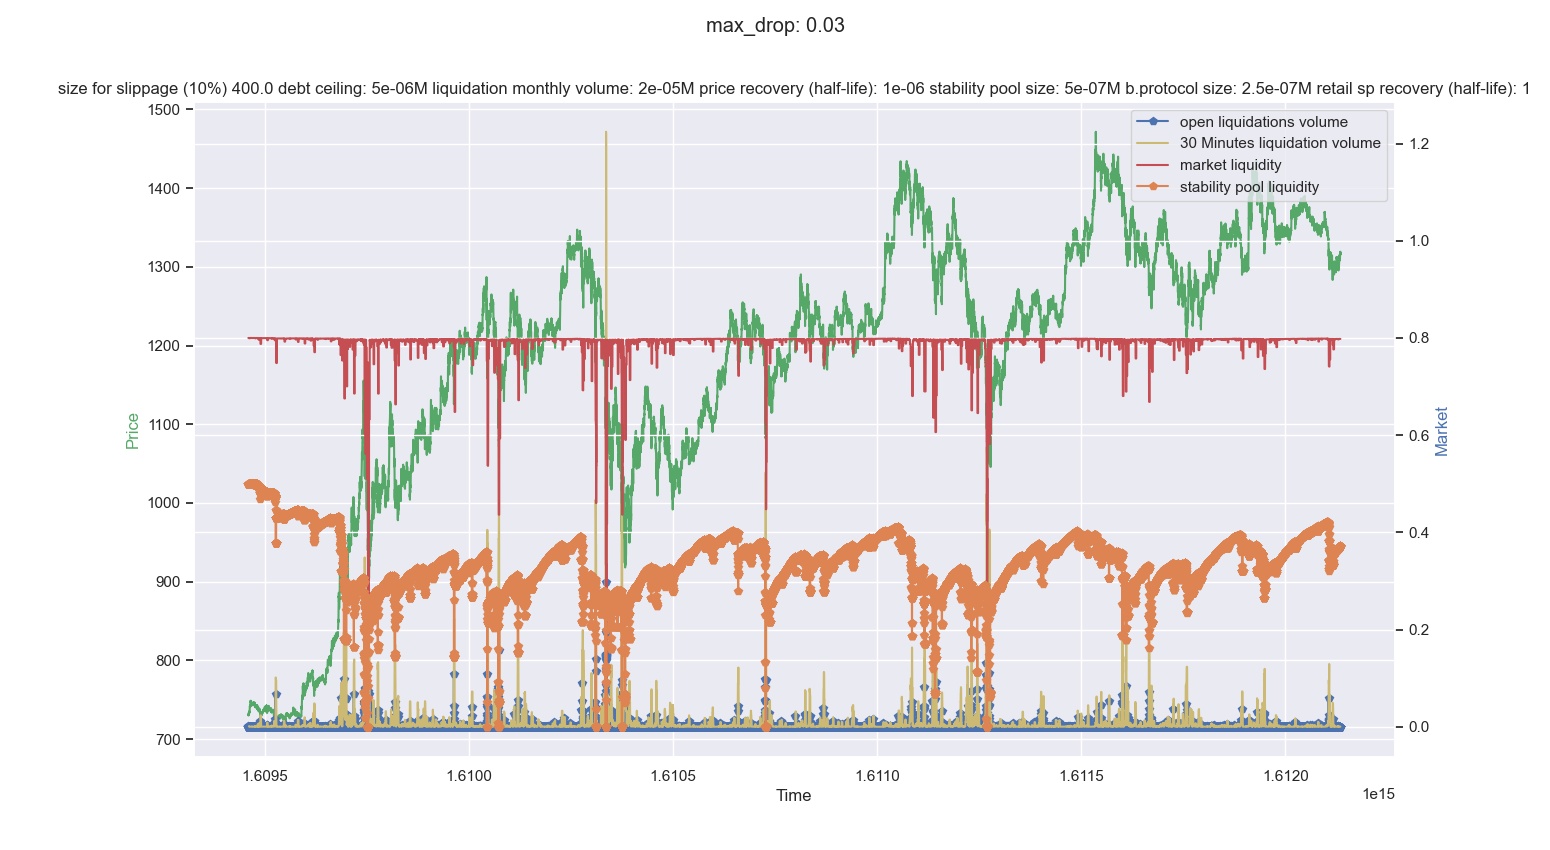 max_drop: 0.03
size for slippage (10%) 400.0 debt ceiling: 5e-06M liquidation monthly volume: 2e-05M price recovery (half-life): 1e-06 stability pool size: 5e-07M b.protocol size: 2.5e-07M retail sp recovery (half-life): 1
open liquidations volume
30 Minutes liquidation volume
market liquidity
stability pool liquidity
1500
1400
1300
1200
1100
1000
900
800
700
Price
1.2
1.0
0.8
0.6
0.4
0.2
0.0
Market
1.6095
1.6100
1.6105
1.6110
1.6115
1.6120
Time
1e15